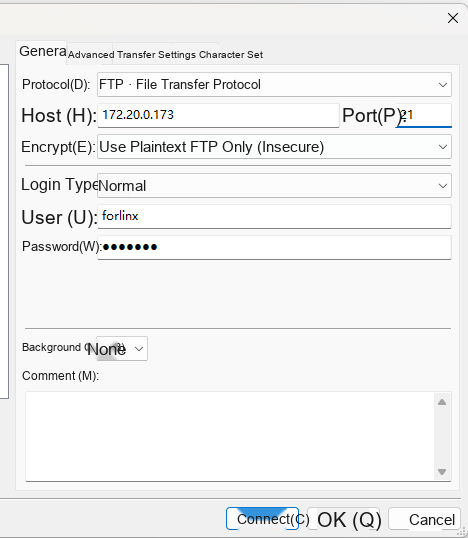 General Advanced Transfer Settings Character Set
Protocol(D): FTP · File Transfer Protocol
Host (H): 172.20.0.173 Port(P): 21
Encrypt(E): Use Plaintext FTP Only (Insecure)
Login Type Normal
User (U): forlinx
Password(W): ●●●●●●●
Background None
Comment (M):
Connect(C) OK (Q) Cancel